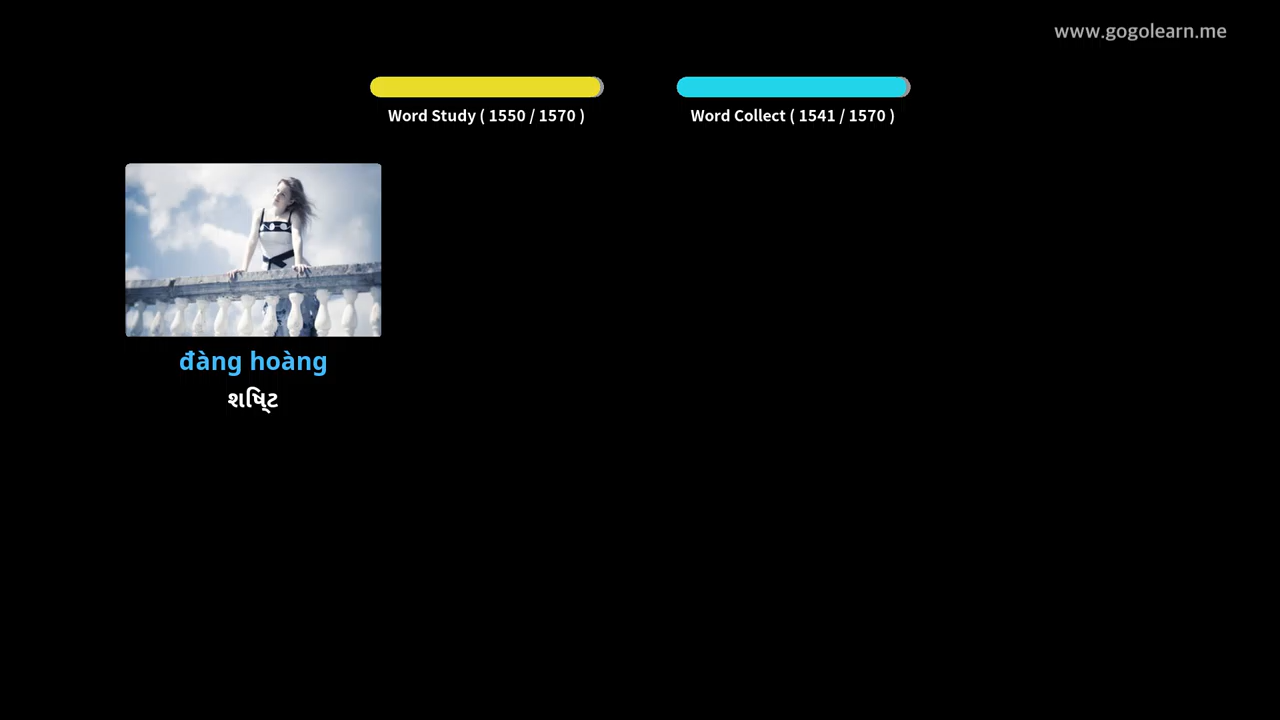 www.gogolearn.me
Word Study ( 1550 / 1570 )
Word Collect ( 1541 / 1570 )
đàng hoàng
શિષ્ટ